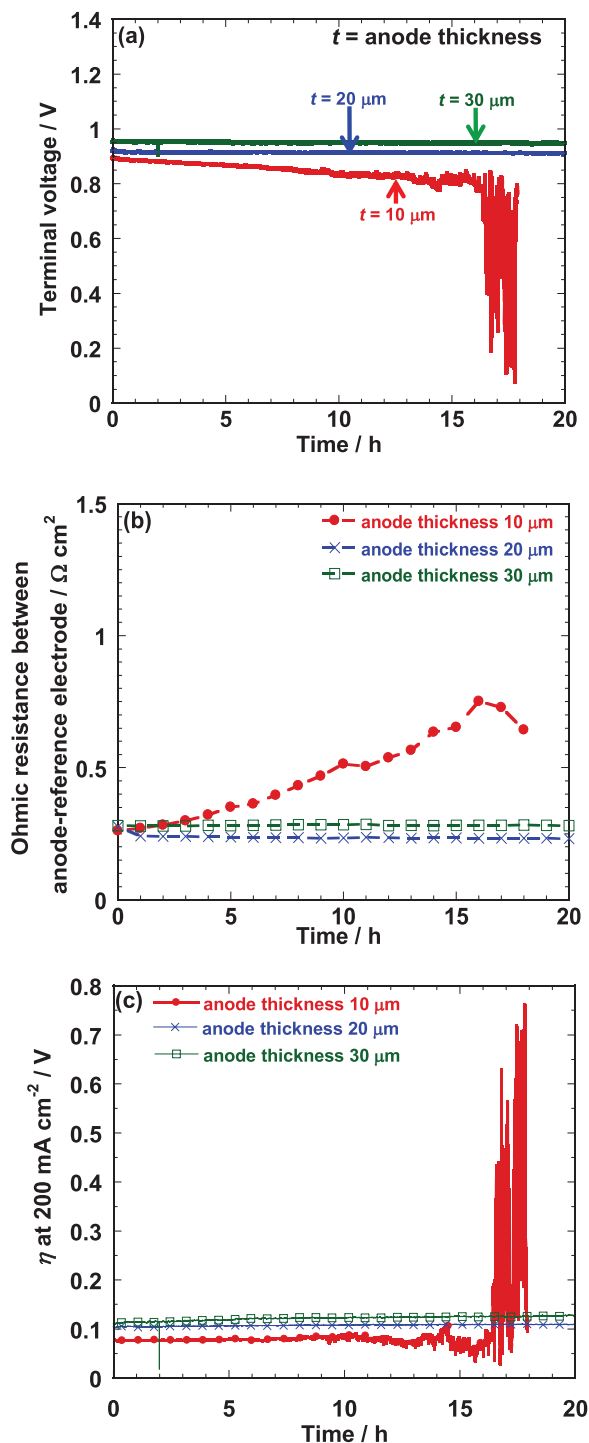 (a)
t = anode thickness
t = 20 μm
t = 30 μm
t = 10 μm
Terminal voltage / V
1.4
1.2
1
0.8
0.6
0.4
0.2
0
0 5 10 15 20
Time / h
(b)
anode thickness 10 μm
anode thickness 20 μm
anode thickness 30 μm
Ohmic resistance between
anode-reference electrode / Ω cm²
1.5
1
0.5
0
0 5 10 15 20
Time / h
(c)
anode thickness 10 μm
anode thickness 20 μm
anode thickness 30 μm
η at 200 mA cm⁻² / V
0.8
0.7
0.6
0.5
0.4
0.3
0.2
0.1
0
0 5 10 15 20
Time / h